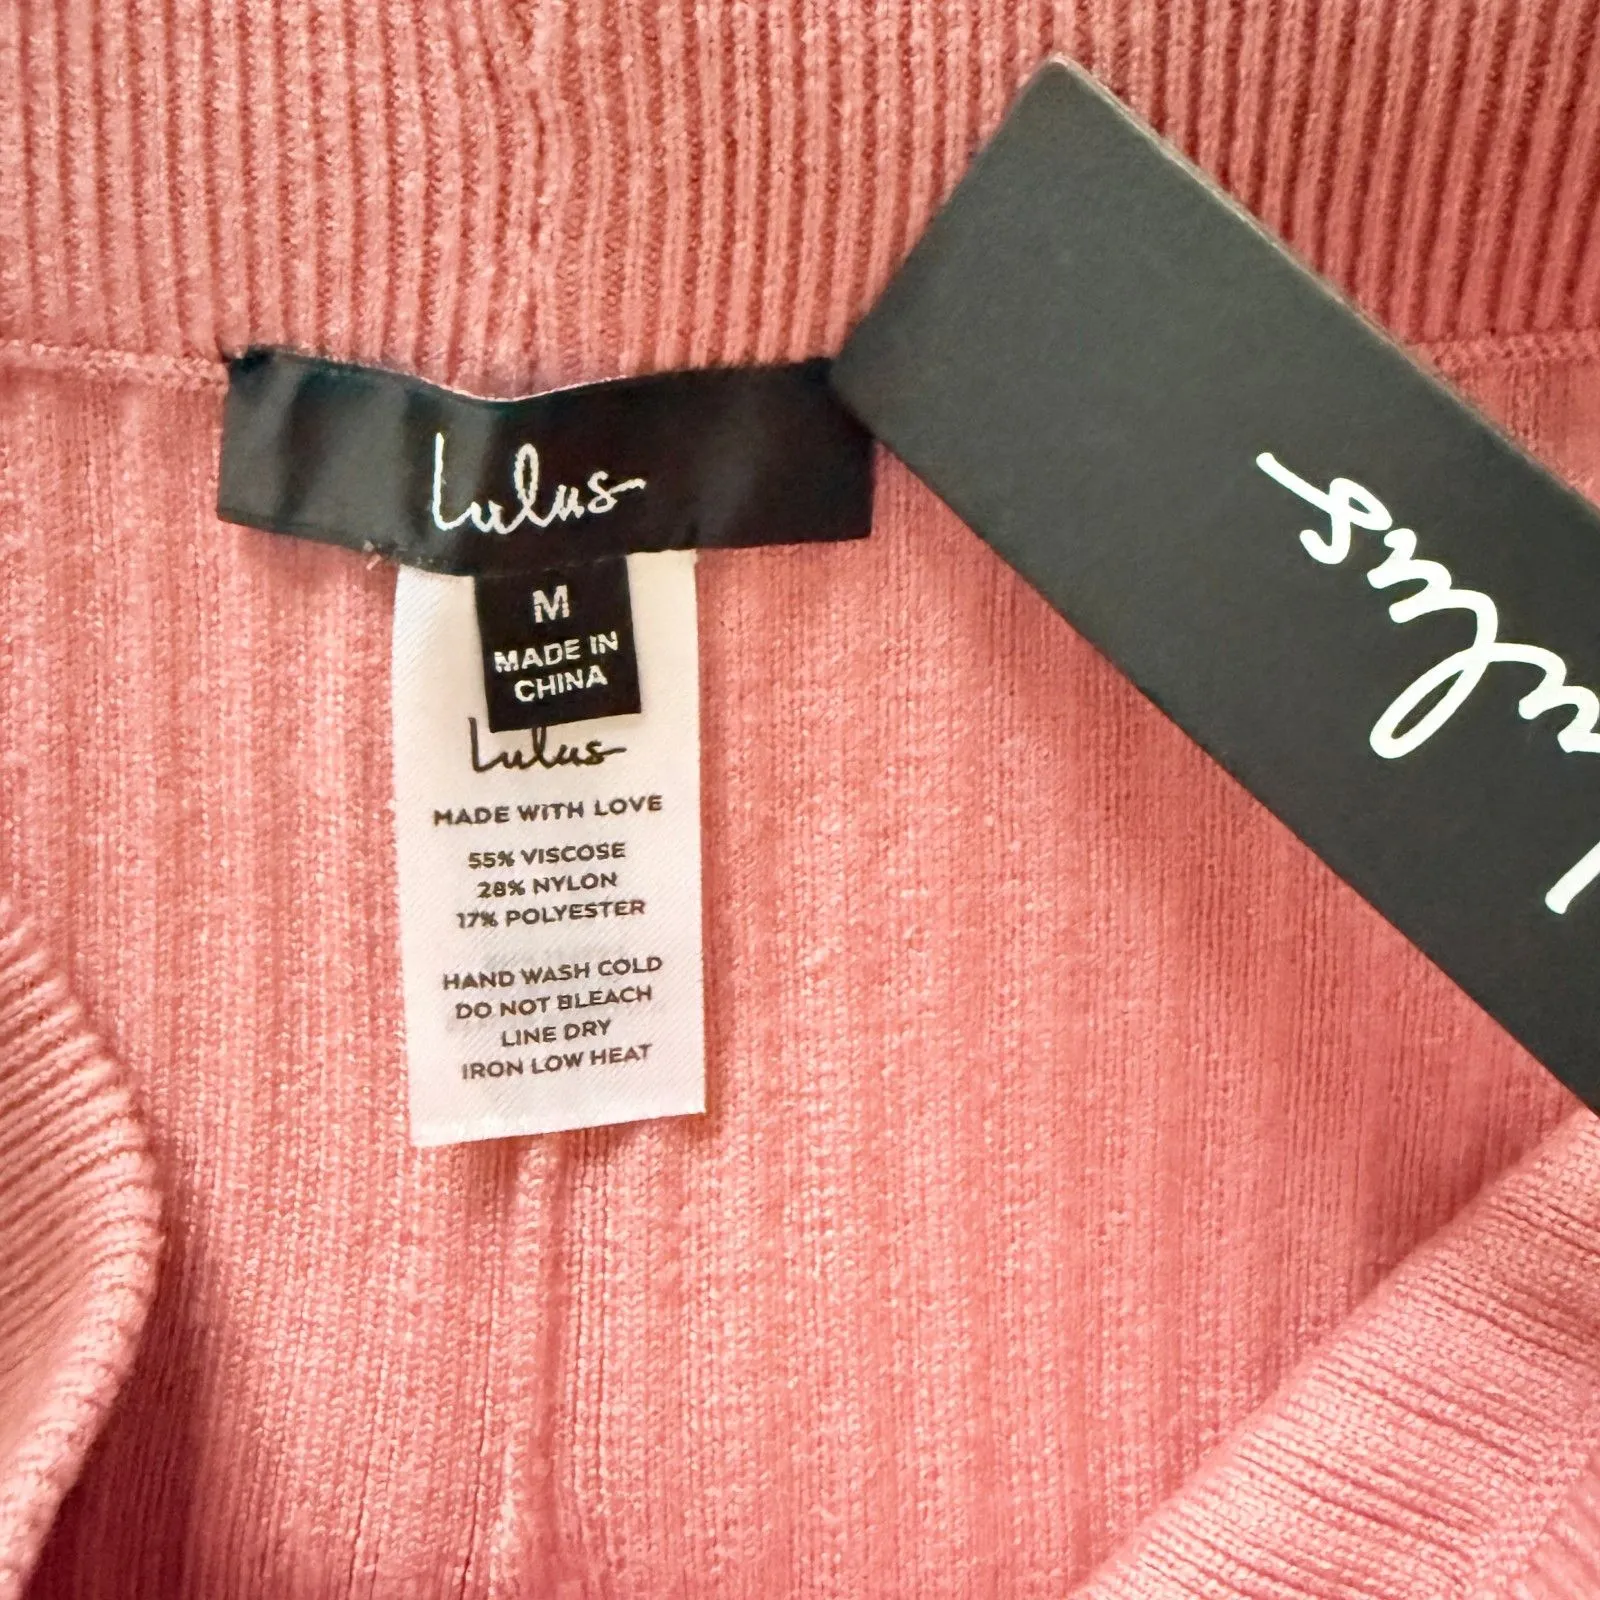 Lulus
M
MADE IN
CHINA
Lulus
MADE WITH LOVE
55% VISCOSE
28% NYLON
17% POLYESTER
HAND WASH COLD
DO NOT BLEACH
LINE DRY
IRON LOW HEAT
Lulus